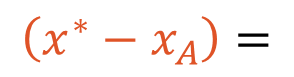 (x* − x_A) =